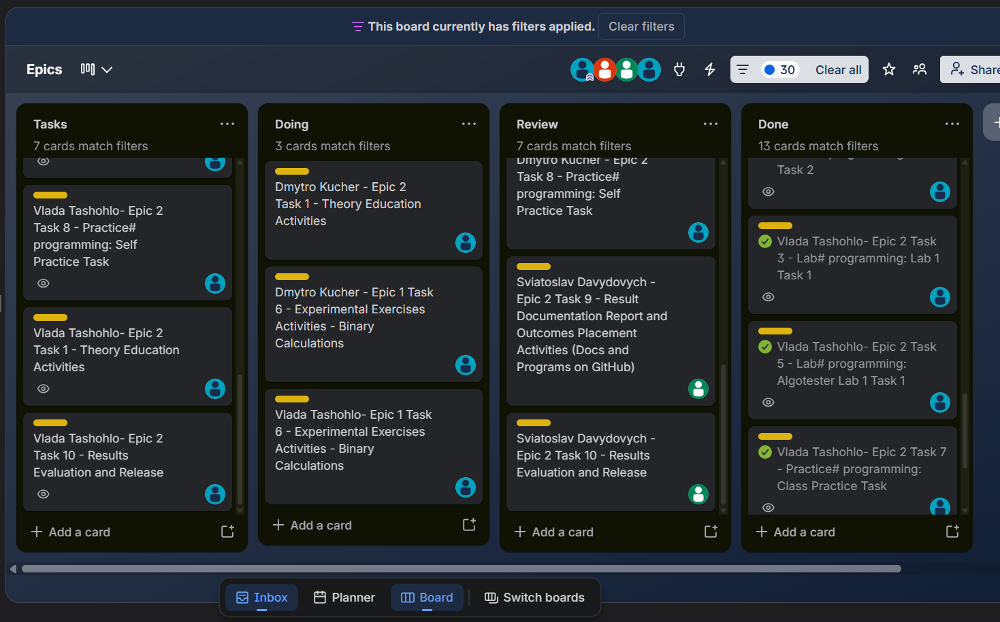 This board currently has filters applied.
Clear filters
Epics
30
Clear all
Share
Tasks
7 cards match filters
Vlada Tashohlo- Epic 2
Task 8 - Practice#
programming: Self
Practice Task
Vlada Tashohlo- Epic 2
Task 1 - Theory Education
Activities
Vlada Tashohlo- Epic 2
Task 10 - Results
Evaluation and Release
Add a card
Doing
3 cards match filters
Dmytro Kucher - Epic 2
Task 1 - Theory Education
Activities
Dmytro Kucher - Epic 1 Task
6 - Experimental Exercises
Activities - Binary
Calculations
Vlada Tashohlo- Epic 1 Task
6 - Experimental Exercises
Activities - Binary
Calculations
Add a card
Review
7 cards match filters
Dmytro Kucher - Epic 2
Task 8 - Practice#
programming: Self
Practice Task
Sviatoslav Davydovych -
Epic 2 Task 9 - Result
Documentation Report and
Outcomes Placement
Activities (Docs and
Programs on GitHub)
Sviatoslav Davydovych -
Epic 2 Task 10 - Results
Evaluation and Release
Add a card
Done
13 cards match filters
Task 2
Vlada Tashohlo- Epic 2 Task
3 - Lab# programming: Lab 1
Task 1
Vlada Tashohlo- Epic 2 Task
5 - Lab# programming:
Algotester Lab 1 Task 1
Vlada Tashohlo- Epic 2 Task 7
- Practice# programming:
Class Practice Task
Add a card
Inbox
Planner
Board
Switch boards